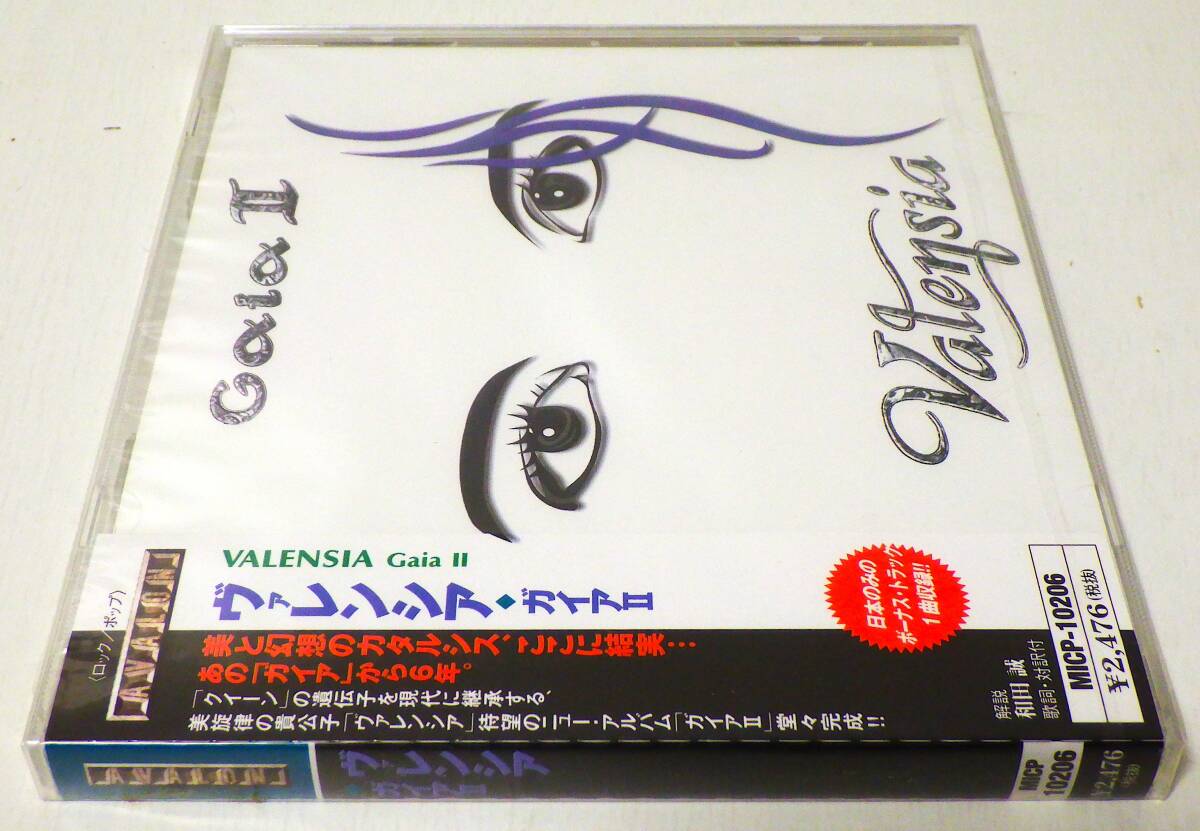 Gaia II
Valensia
AVALON
〈ロック/ポップ〉
VALENSIA Gaia II
ヴァレンシア◆ガイアII
美と幻想のカタルシス、ここに結実…
あの「ガイア」から6年。
「クイーン」の遺伝子を現代に継承する、
美旋律の貴公子「ヴァレンシア」待望のニュー・アルバム「ガイアII」堂々完成!!
日本のみの
ボーナス・トラック
1曲収録!!
解説
和田 誠
歌詞・対訳付
MICP-10206
¥2,476(税抜)
AVALON
ヴァレンシア
◆ガイアII
MICP
10206
¥2,476
(税抜)